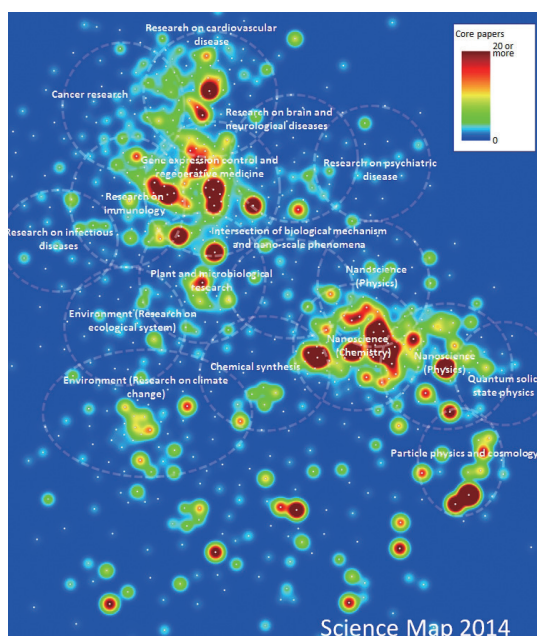 Research on cardiovascular
disease
Core papers
20 or
more
0
Cancer research
Research on brain and
neurological diseases
Gene expression control and
regenerative medicine
Research on psychiatric
disease
Research on
immunology
Research on infectious
diseases
Intersection of biological mechanism
and nano-scale phenomena
Plant and microbiological
research
Nanoscience
(Physics)
Environment (Research on
ecological system)
Nanoscience
(Chemistry)
Nanoscience
(Physics)
Chemical synthesis
Quantum solid
state physics
Environment (Research on climate
change)
Particle physics and cosmology
Science Map 2014